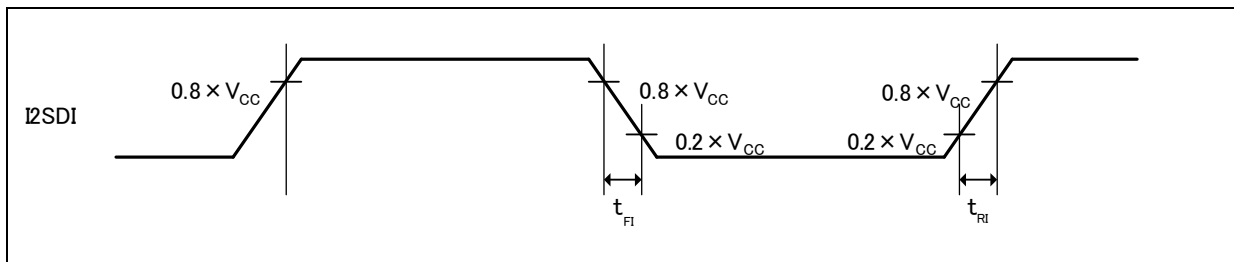 0.8 × VCC
0.8 × VCC
0.8 × VCC
I2SDI
0.2 × VCC
0.2 × VCC
tFI
tRI